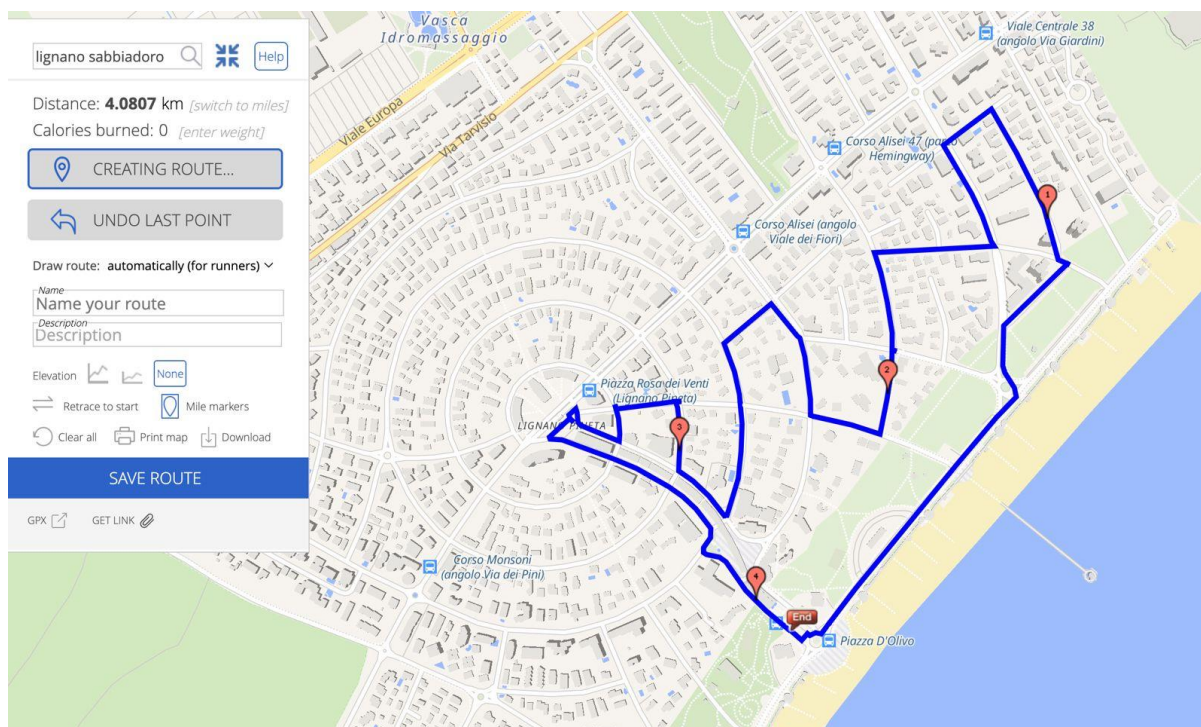 lignano sabbiadoro
Help
Distance: 4.0807 km [switch to miles]
Calories burned: 0 [enter weight]
CREATING ROUTE...
UNDO LAST POINT
Draw route: automatically (for runners)
Name
Name your route
Description
Description
Elevation
None
Retrace to start
Mile markers
Clear all
Print map
Download
SAVE ROUTE
GPX
GET LINK
Vasca
Idromassaggio
Viale Europa
Via Tarvisio
Viale Centrale 38
(angolo Via Giardini)
Corso Alisei 47 (parco
Hemingway)
Corso Alisei (angolo
Viale dei Fiori)
1
2
Piazza Rosa dei Venti
(Lignano Pineta)
LIGNANO PINETA
3
Corso Monsoni
(angolo Via dei Pini)
4
End
Piazza D'Olivo